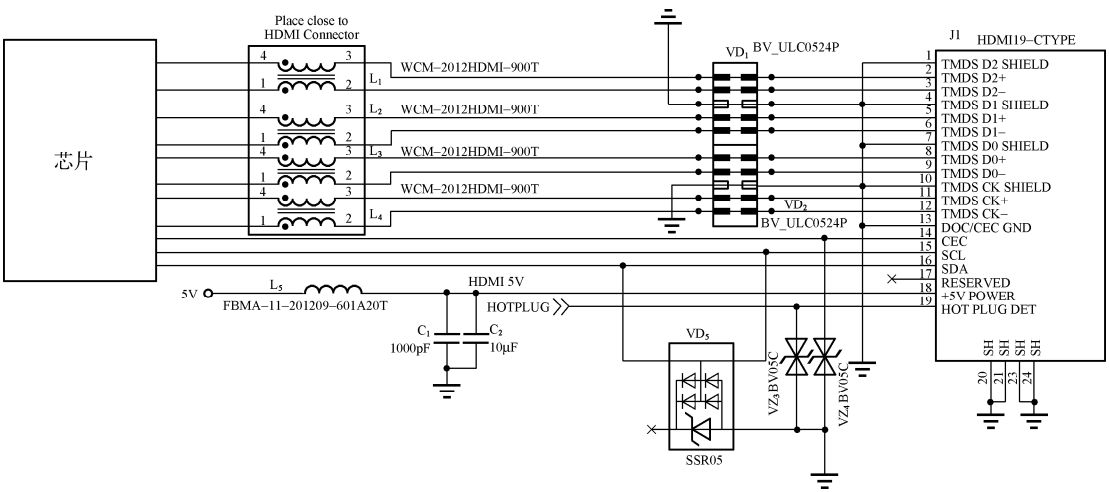 Place close to
HDMI Connector
芯片
4 3
1 2
L₁
WCM-2012HDMI-900T
4 3
L₂
WCM-2012HDMI-900T
1 2
4 3
L₃
WCM-2012HDMI-900T
1 2
4 3
WCM-2012HDMI-900T
1 2
L₄
VD₁
BV_ULC0524P
VD₂
BV_ULC0524P
J1
HDMI19-CTYPE
1 TMDS D2 SHIELD
2 TMDS D2+
3 TMDS D2-
4 TMDS D1 SHIELD
5 TMDS D1+
6 TMDS D1-
7 TMDS D0 SHIELD
8 TMDS D0+
9 TMDS D0-
10 TMDS CK SHIELD
11 TMDS CK+
12 TMDS CK-
13 DOC/CEC GND
14 CEC
15 SCL
16 SDA
17 RESERVED
18 +5V POWER
19 HOT PLUG DET
SH SH SH SH
20 21 23 24
5V
L₅
FBMA-11-201209-601A20T
HDMI 5V
HOTPLUG
C₁
1000pF
C₂
10μF
VD₅
SSR05
VZ₃BV05C
VZ₄BV05C